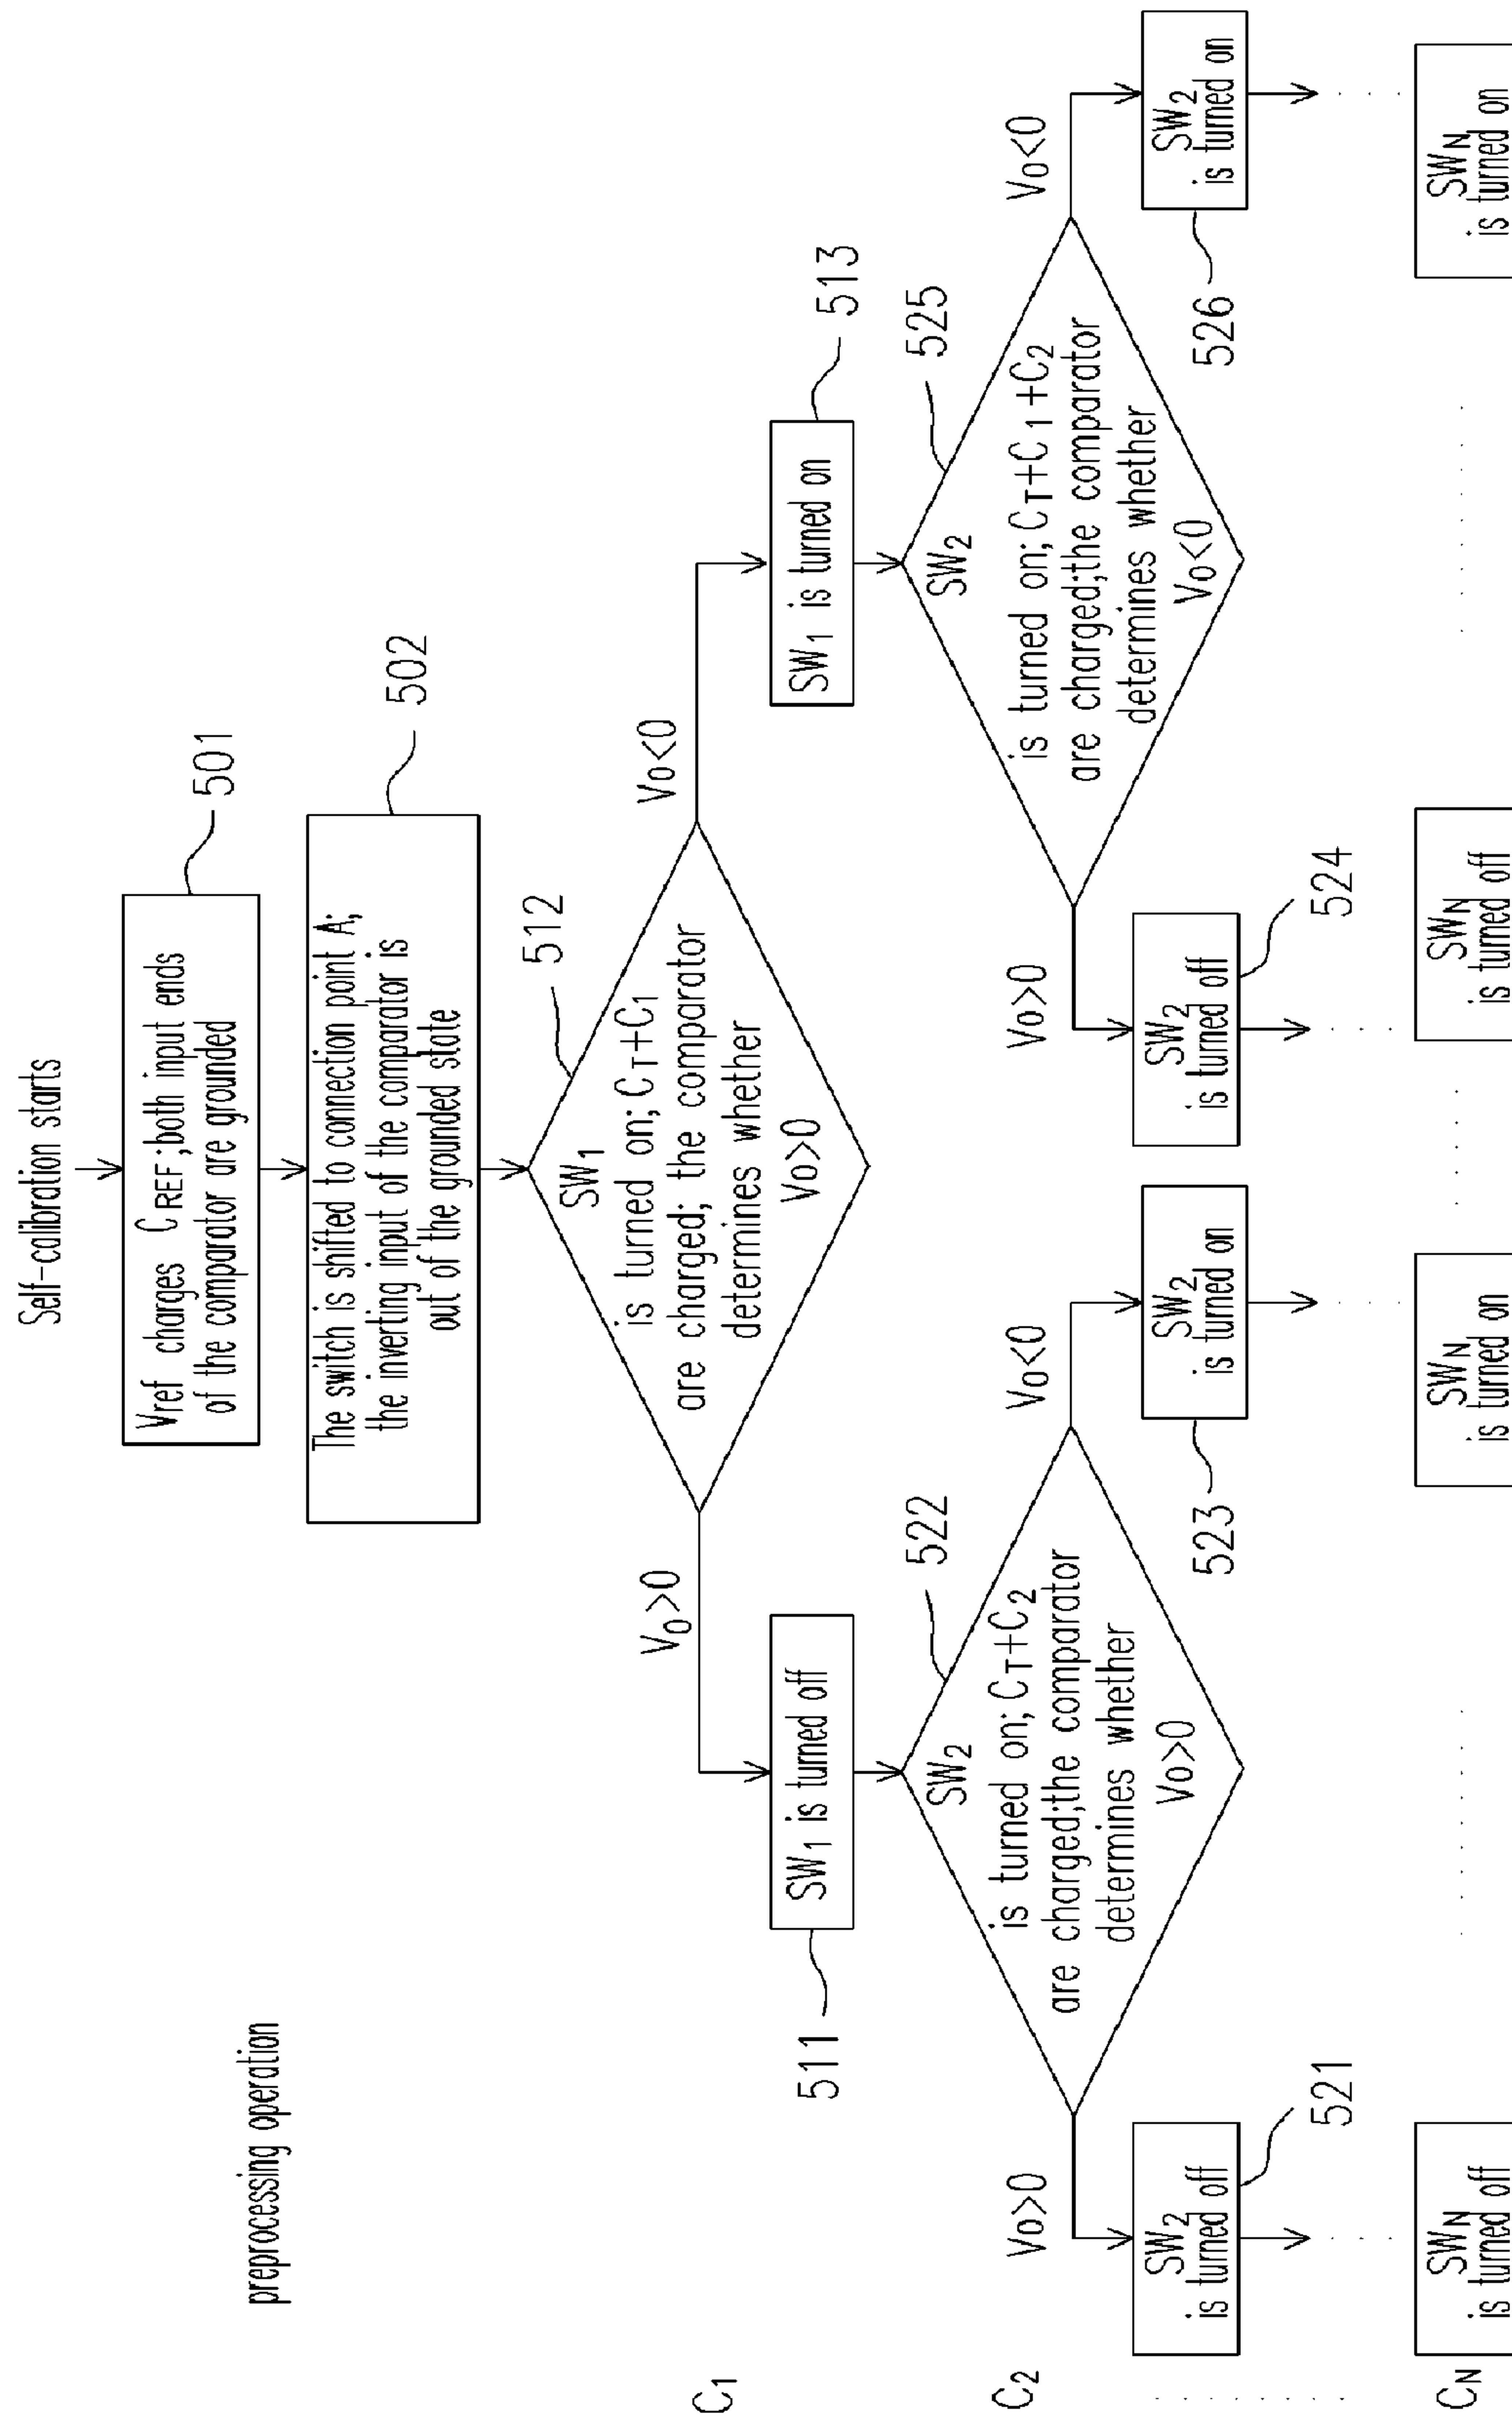 Self-calibration starts
preprocessing operation
Vref charges CREF;both input ends
of the comparator are grounded
501
The switch is shifted to connection point A;
the inverting input of the comparator is
out of the grounded state
502
C1
SW1
is turned on; CT+C1
are charged; the comparator
determines whether
Vo>0
512
V0>0
Vo<0
SW1 is turned off
511
SW1 is turned on
513
C2
SW2
is turned on; CT+C2
are charged;the comparator
determines whether
Vo>0
522
SW2
is turned on; CT+C1+C2
are charged;the comparator
determines whether
Vo<0
525
Vo>0
Vo<0
Vo>0
Vo<0
SW2
is turned off
521
SW2
is turned on
523
SW2
is turned off
524
SW2
is turned on
526
CN
SWN
is turned off
SWN
is turned on
SWN
is turned off
SWN
is turned on